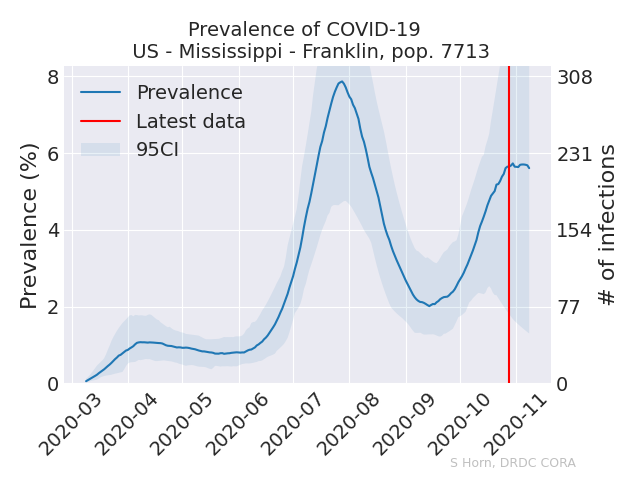 Prevalence of COVID-19
US - Mississippi - Franklin, pop. 7713
Prevalence
Latest data
95CI
Prevalence (%)
8
6
4
2
0
308
231
154
77
0
# of infections
2020-03
2020-04
2020-05
2020-06
2020-07
2020-08
2020-09
2020-10
2020-11
S Horn, DRDC CORA